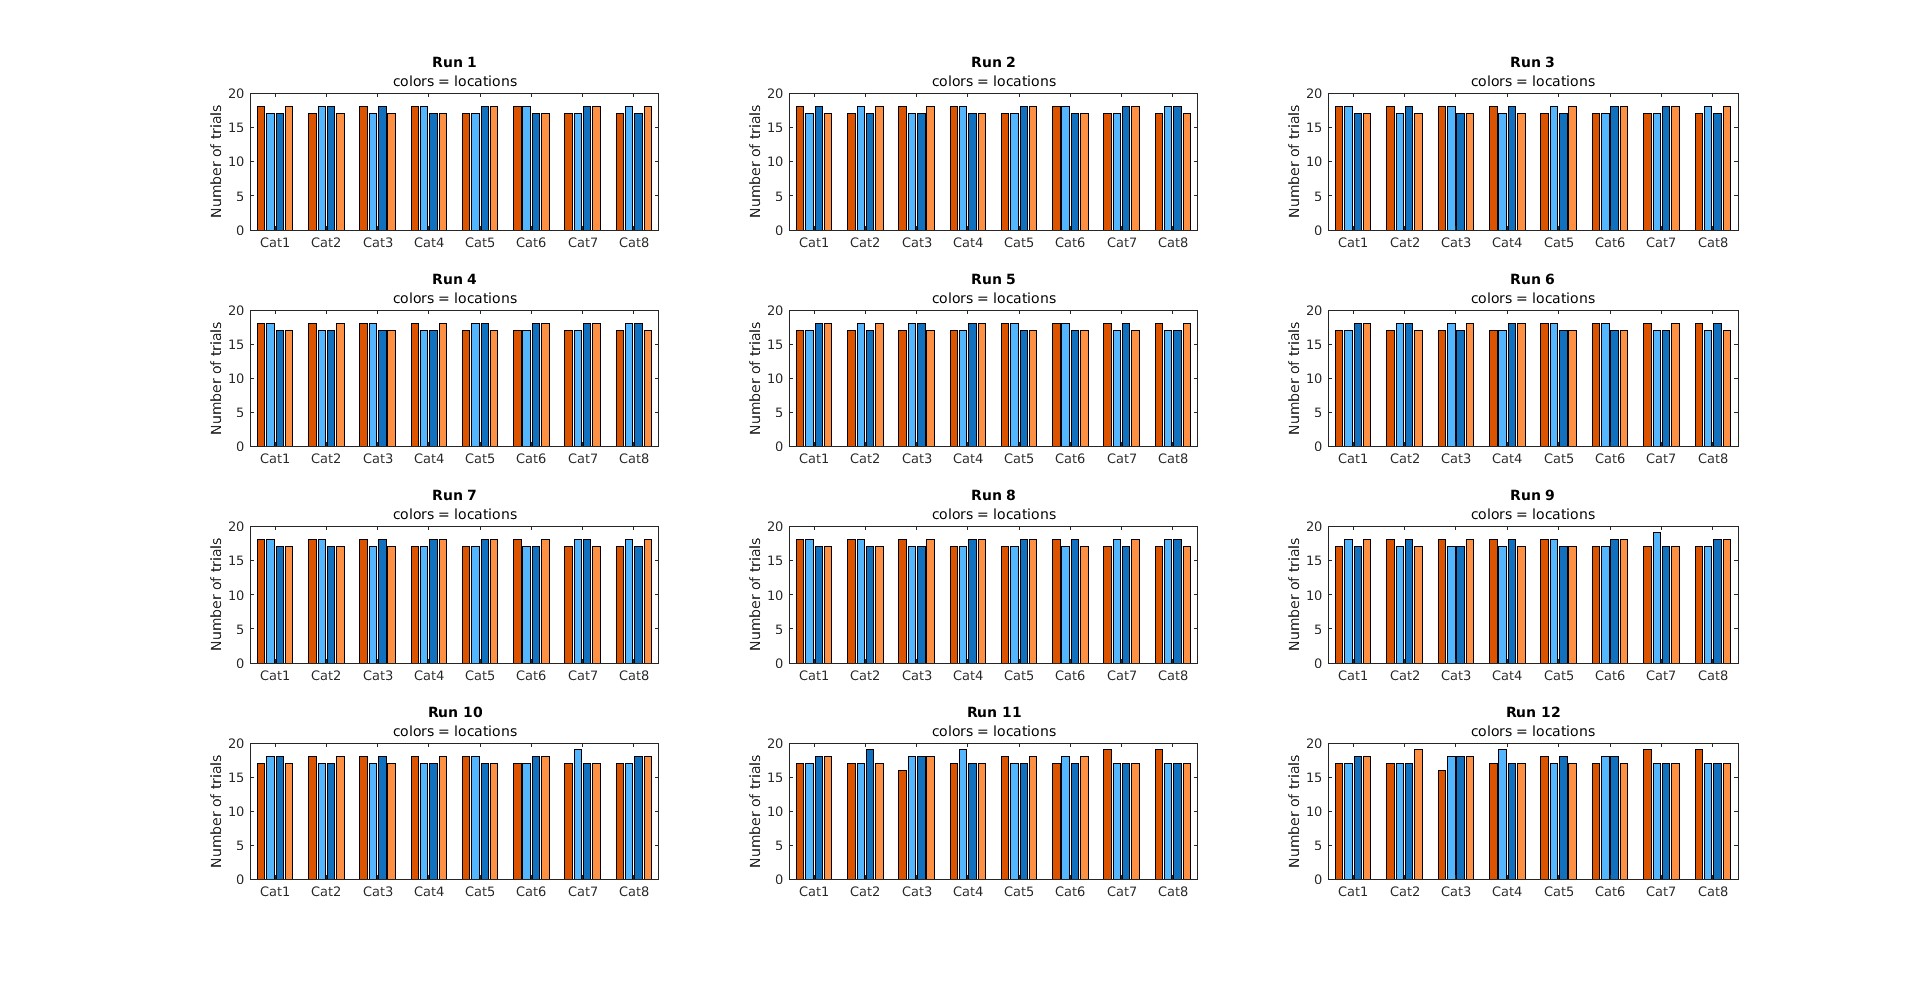 Run 1
colors = locations
Number of trials
20
15
10
5
0
Cat1 Cat2 Cat3 Cat4 Cat5 Cat6 Cat7 Cat8
Run 2
colors = locations
Number of trials
20
15
10
5
0
Cat1 Cat2 Cat3 Cat4 Cat5 Cat6 Cat7 Cat8
Run 3
colors = locations
Number of trials
20
15
10
5
0
Cat1 Cat2 Cat3 Cat4 Cat5 Cat6 Cat7 Cat8
Run 4
colors = locations
Number of trials
20
15
10
5
0
Cat1 Cat2 Cat3 Cat4 Cat5 Cat6 Cat7 Cat8
Run 5
colors = locations
Number of trials
20
15
10
5
0
Cat1 Cat2 Cat3 Cat4 Cat5 Cat6 Cat7 Cat8
Run 6
colors = locations
Number of trials
20
15
10
5
0
Cat1 Cat2 Cat3 Cat4 Cat5 Cat6 Cat7 Cat8
Run 7
colors = locations
Number of trials
20
15
10
5
0
Cat1 Cat2 Cat3 Cat4 Cat5 Cat6 Cat7 Cat8
Run 8
colors = locations
Number of trials
20
15
10
5
0
Cat1 Cat2 Cat3 Cat4 Cat5 Cat6 Cat7 Cat8
Run 9
colors = locations
Number of trials
20
15
10
5
0
Cat1 Cat2 Cat3 Cat4 Cat5 Cat6 Cat7 Cat8
Run 10
colors = locations
Number of trials
20
15
10
5
0
Cat1 Cat2 Cat3 Cat4 Cat5 Cat6 Cat7 Cat8
Run 11
colors = locations
Number of trials
20
15
10
5
0
Cat1 Cat2 Cat3 Cat4 Cat5 Cat6 Cat7 Cat8
Run 12
colors = locations
Number of trials
20
15
10
5
0
Cat1 Cat2 Cat3 Cat4 Cat5 Cat6 Cat7 Cat8